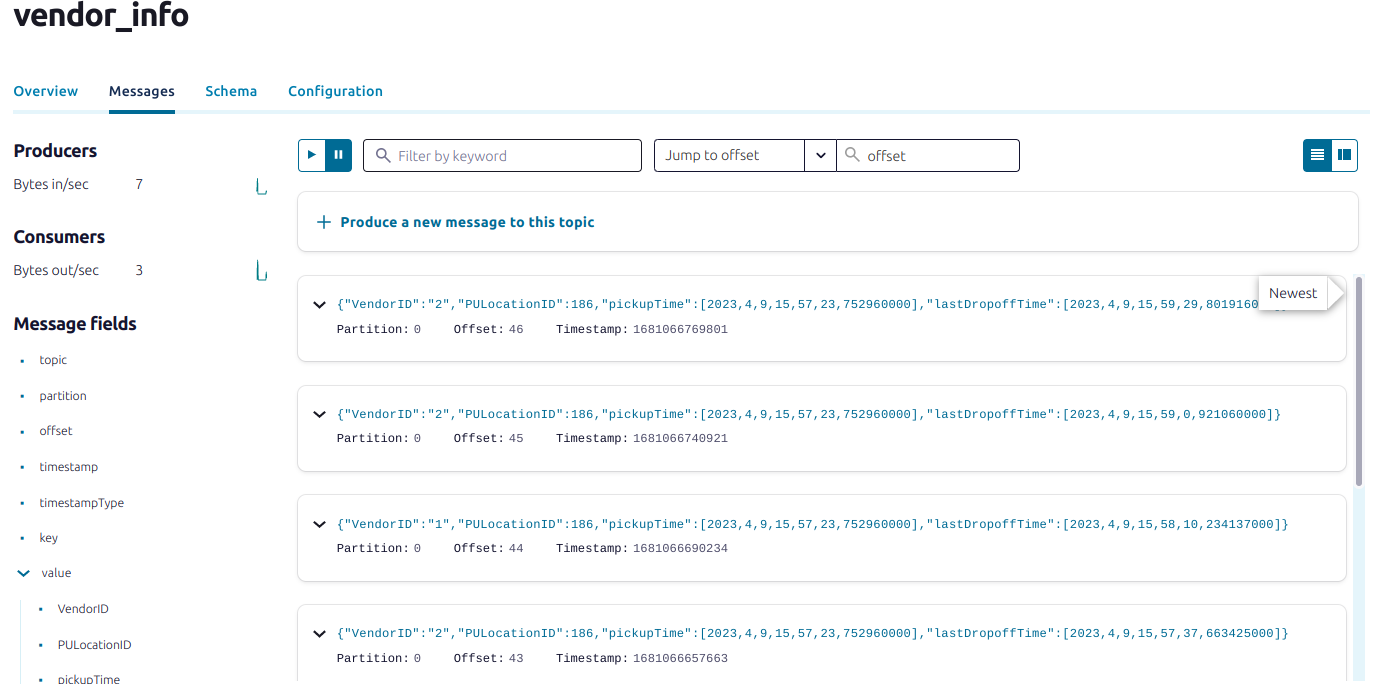 vendor_info
Overview Messages Schema Configuration
Producers
Bytes in/sec 7
Consumers
Bytes out/sec 3
Message fields
topic
partition
offset
timestamp
timestampType
key
value
VendorID
PULocationID
pickupTime
Filter by keyword Jump to offset offset
Produce a new message to this topic
Newest
{"VendorID":"2","PULocationID":186,"pickupTime":[2023,4,9,15,57,23,752960000],"lastDropoffTime":[2023,4,9,15,59,29,8019160
Partition: 0 Offset: 46 Timestamp: 1681066769801
{"VendorID":"2","PULocationID":186,"pickupTime":[2023,4,9,15,57,23,752960000],"lastDropoffTime":[2023,4,9,15,59,0,921060000]}
Partition: 0 Offset: 45 Timestamp: 1681066740921
{"VendorID":"1","PULocationID":186,"pickupTime":[2023,4,9,15,57,23,752960000],"lastDropoffTime":[2023,4,9,15,58,10,234137000]}
Partition: 0 Offset: 44 Timestamp: 1681066690234
{"VendorID":"2","PULocationID":186,"pickupTime":[2023,4,9,15,57,23,752960000],"lastDropoffTime":[2023,4,9,15,57,37,663425000]}
Partition: 0 Offset: 43 Timestamp: 1681066657663